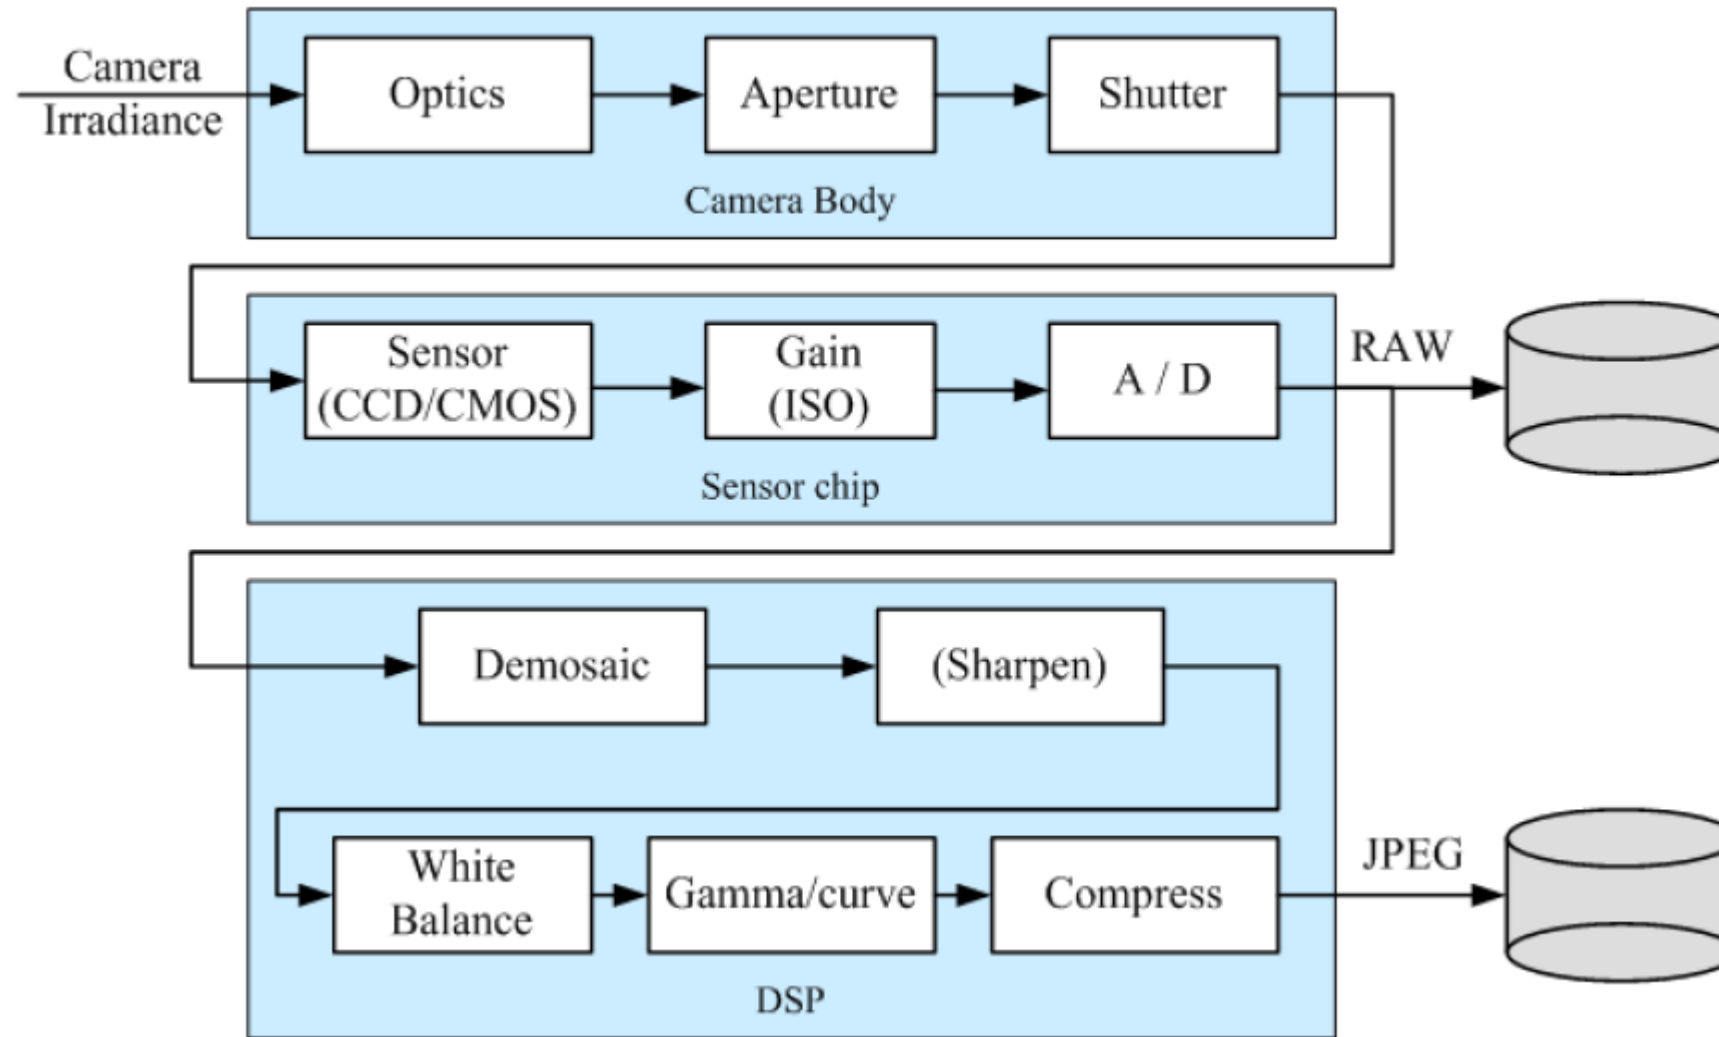 Camera
Irradiance
Optics
Aperture
Shutter
Camera Body
Sensor
(CCD/CMOS)
Gain
(ISO)
A / D
RAW
Sensor chip
Demosaic
(Sharpen)
White
Balance
Gamma/curve
Compress
JPEG
DSP